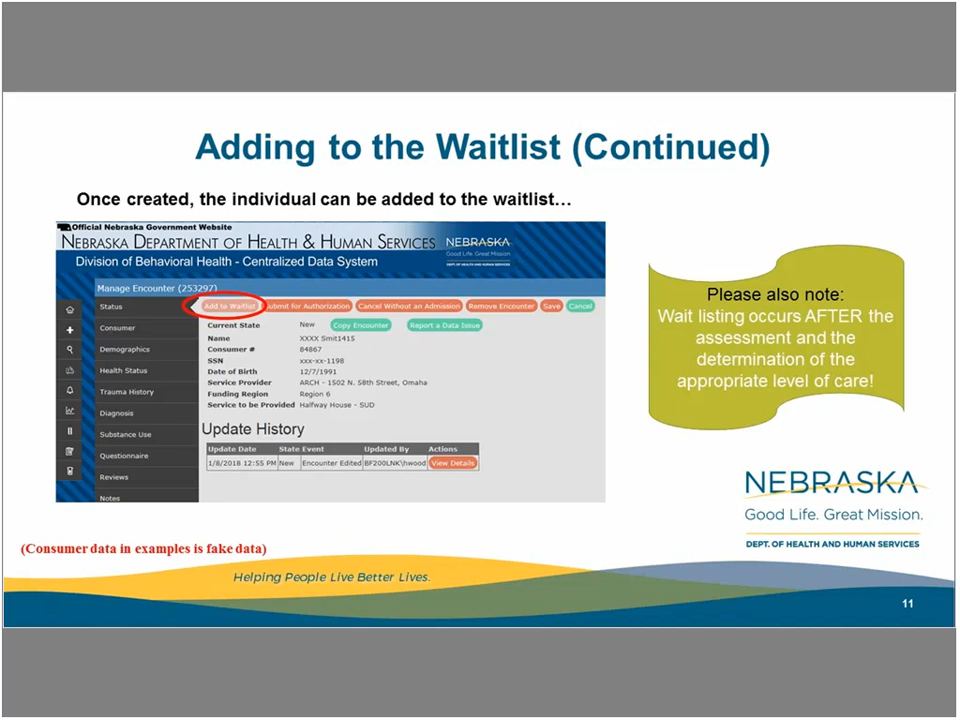 Adding to the Waitlist (Continued)
Once created, the individual can be added to the waitlist...
Official Nebraska Government Website
NEBRASKA DEPARTMENT OF HEALTH & HUMAN SERVICES
NEBRASKA
Good Life. Great Mission.
DEPT. OF HEALTH AND HUMAN SERVICES
Division of Behavioral Health - Centralized Data System
Manage Encounter (253297)
Status
Consumer
Demographics
Health Status
Trauma History
Diagnosis
Substance Use
Questionnaire
Reviews
Notes
Add to Waitlist Submit for Authorization Cancel Without an Admission Remove Encounter Save Cancel
Current State New Copy Encounter Report a Data Issue
Name XXXX Smit1415
Consumer # 84867
SSN xxx-xx-1198
Date of Birth 12/7/1991
Service Provider ARCH - 1502 N. 58th Street, Omaha
Funding Region Region 6
Service to be Provided Halfway House - SUD
Update History
Update Date State Event Updated By Actions
1/8/2018 12:55 PM New Encounter Edited BF200LNK\hwood View Details
Please also note:
Wait listing occurs AFTER the
assessment and the
determination of the
appropriate level of care!
NEBRASKA
Good Life. Great Mission.
DEPT. OF HEALTH AND HUMAN SERVICES
(Consumer data in examples is fake data)
Helping People Live Better Lives.
11